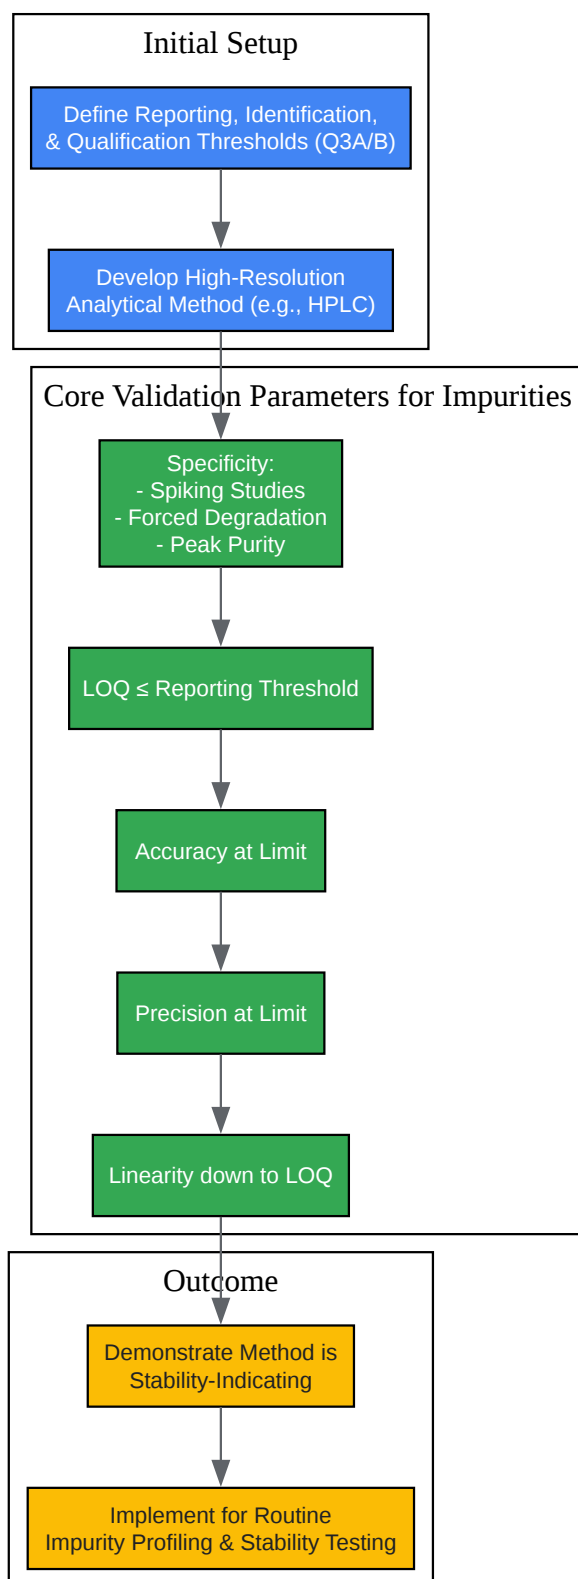 Initial Setup
Define Reporting, Identification,
& Qualification Thresholds (Q3A/B)
Develop High-Resolution
Analytical Method (e.g., HPLC)
Core Validation Parameters for Impurities
Specificity:
- Spiking Studies
- Forced Degradation
- Peak Purity
LOQ ≤ Reporting Threshold
Accuracy at Limit
Precision at Limit
Linearity down to LOQ
Outcome
Demonstrate Method is
Stability-Indicating
Implement for Routine
Impurity Profiling & Stability Testing